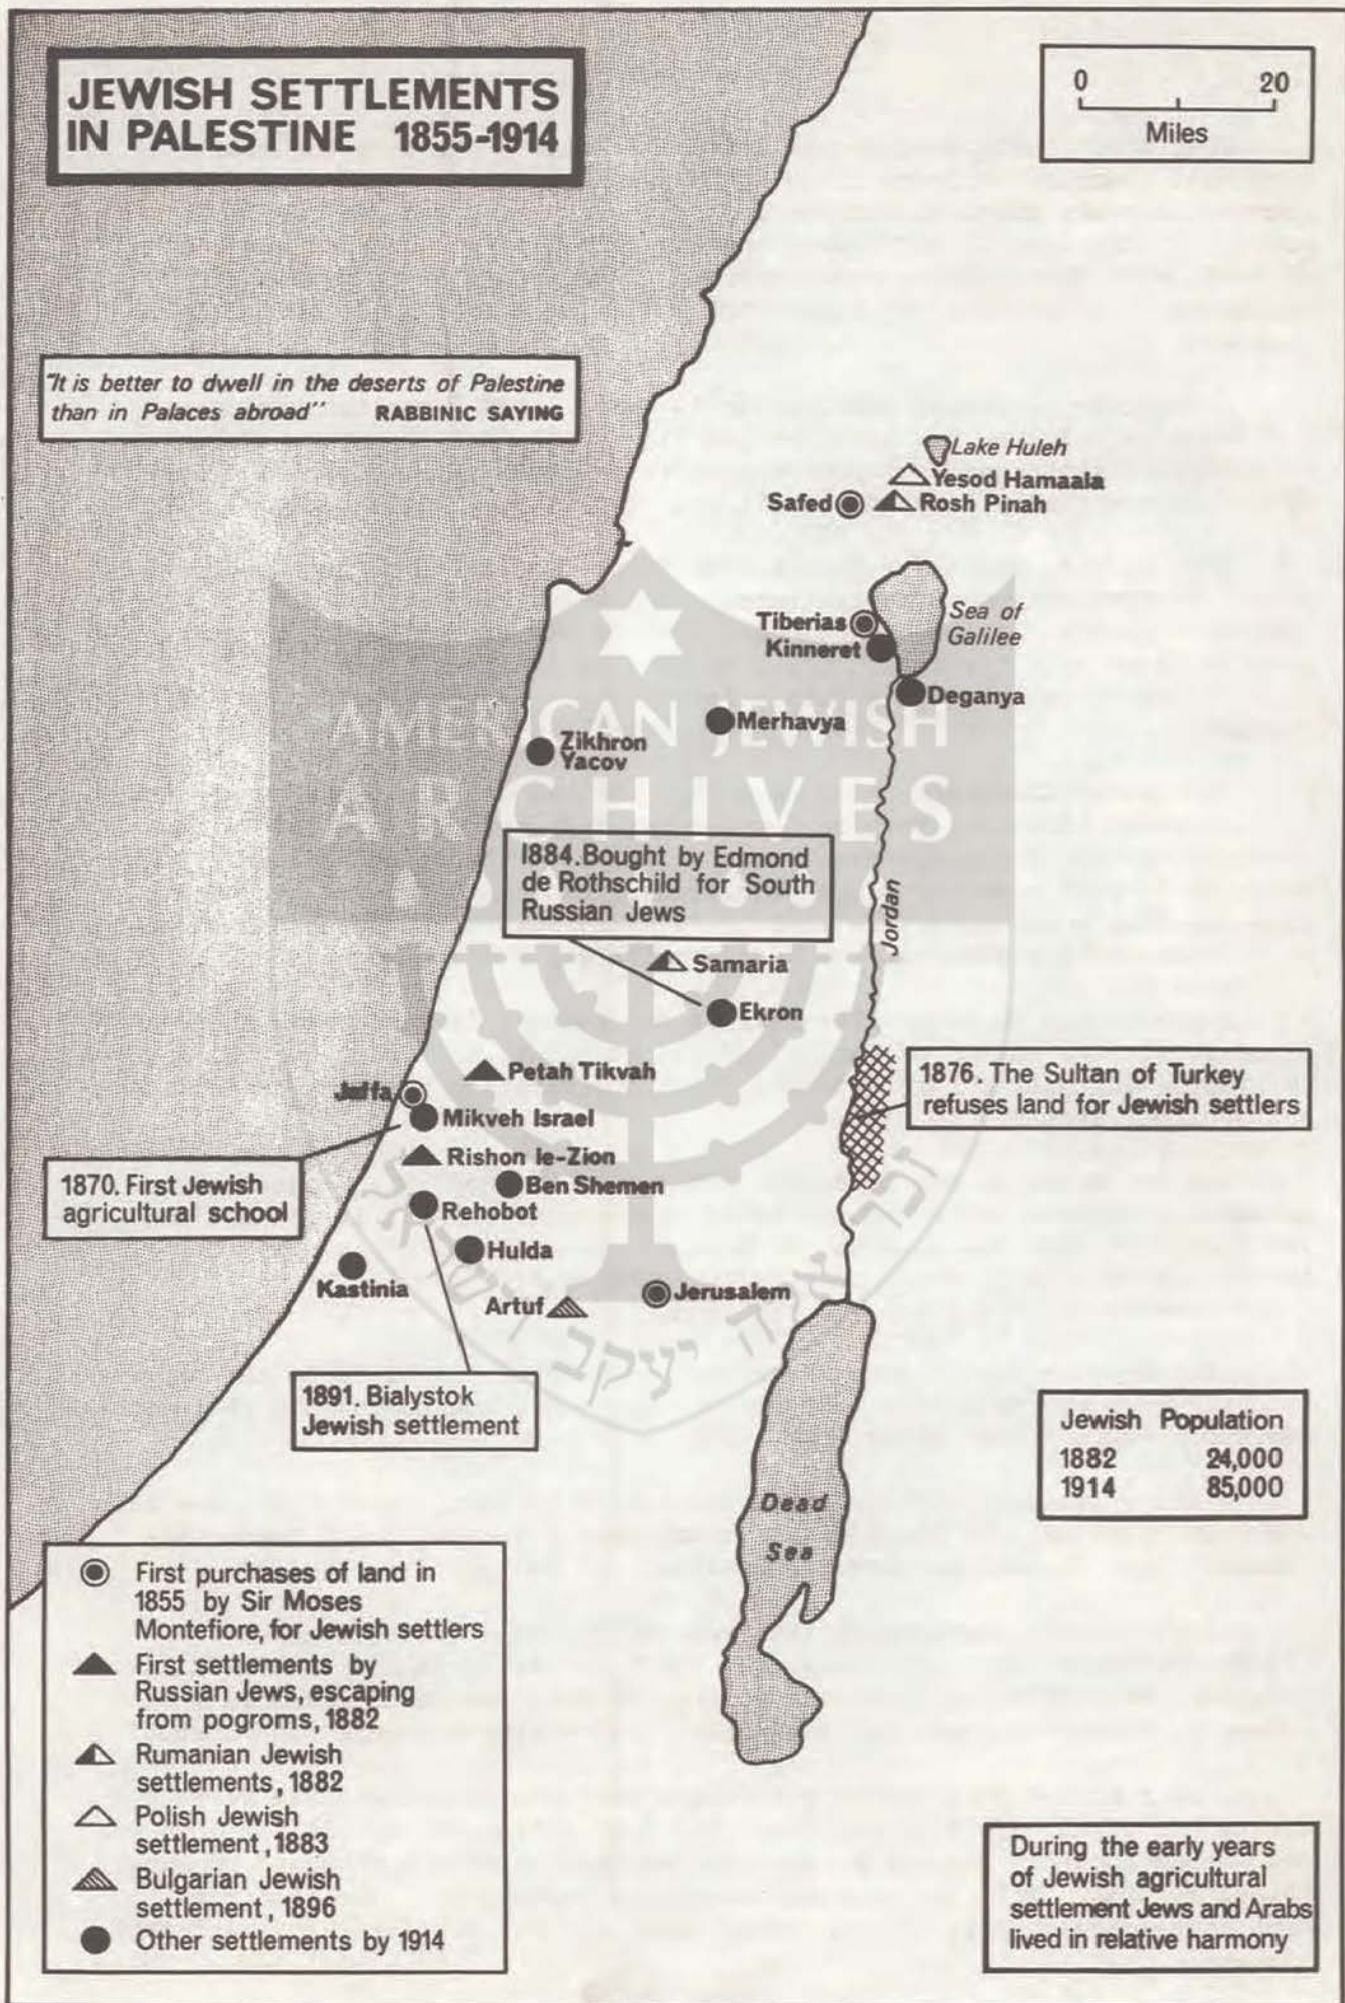 JEWISH SETTLEMENTS
IN PALESTINE 1855-1914
0 20
Miles
"It is better to dwell in the deserts of Palestine
than in Palaces abroad" RABBINIC SAYING
Lake Huleh
Yesod Hamaala
Safed
Rosh Pinah
Tiberias
Sea of
Galilee
Kinneret
Deganya
Merhavya
Zikhron
Yacov
AMERICAN JEWISH
ARCHIVES
1884. Bought by Edmond
de Rothschild for South
Russian Jews
Jordan
Samaria
Ekron
Petah Tikvah
Jaffa
Mikveh Israel
1876. The Sultan of Turkey
refuses land for Jewish settlers
Rishon le-Zion
1870. First Jewish
agricultural school
Ben Shemen
Rehobot
Hulda
Kastinia
Jerusalem
Artuf
זכר אלה יעקב וישראל
1891. Bialystok
Jewish settlement
Jewish Population
1882 24,000
1914 85,000
Dead
Sea
First purchases of land in
1855 by Sir Moses
Montefiore, for Jewish settlers
First settlements by
Russian Jews, escaping
from pogroms, 1882
Rumanian Jewish
settlements, 1882
Polish Jewish
settlement, 1883
Bulgarian Jewish
settlement, 1896
Other settlements by 1914
During the early years
of Jewish agricultural
settlement Jews and Arabs
lived in relative harmony